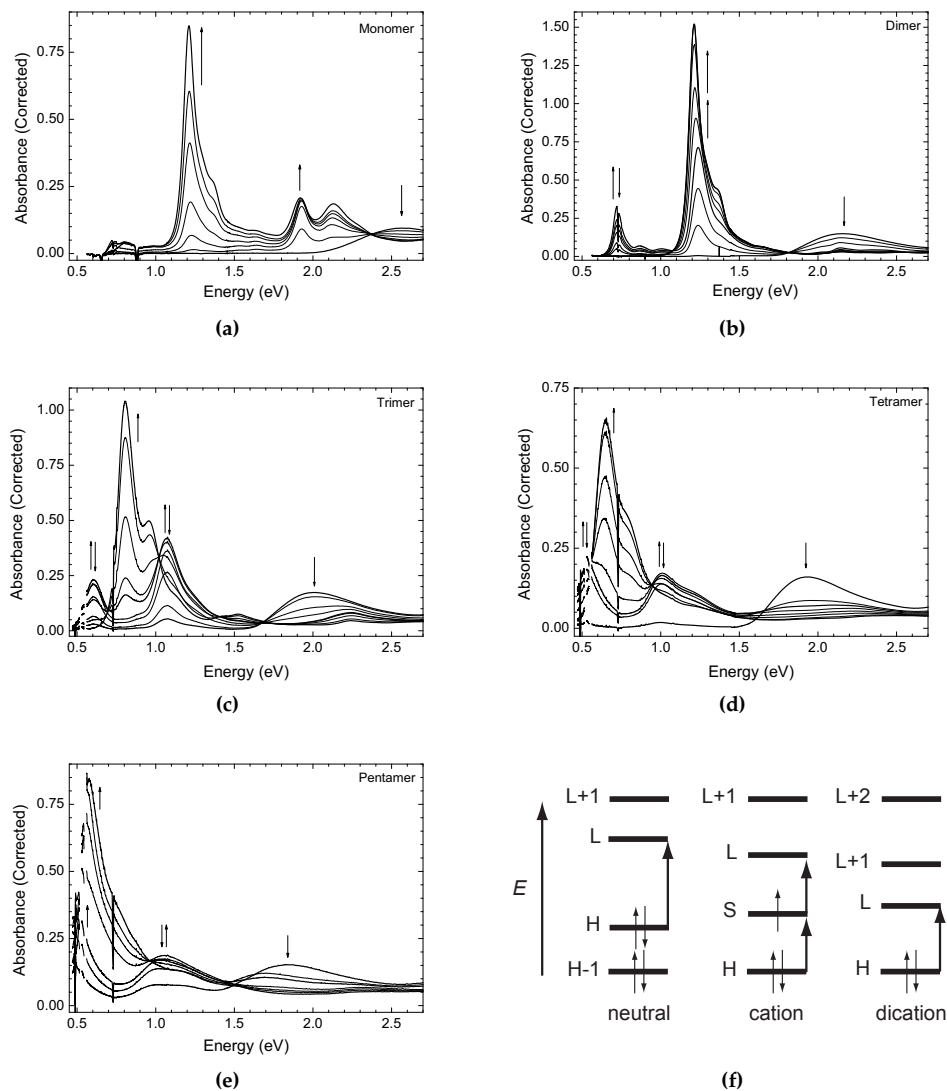 Monomer
Absorbance (Corrected)
0.75
0.50
0.25
0.00
0.5 1.0 1.5 2.0 2.5
Energy (eV)
(a)
Dimer
Absorbance (Corrected)
1.50
1.25
1.00
0.75
0.50
0.25
0.00
0.5 1.0 1.5 2.0 2.5
Energy (eV)
(b)
Trimer
Absorbance (Corrected)
1.00
0.75
0.50
0.25
0.00
0.5 1.0 1.5 2.0 2.5
Energy (eV)
(c)
Tetramer
Absorbance (Corrected)
0.75
0.50
0.25
0.00
0.5 1.0 1.5 2.0 2.5
Energy (eV)
(d)
Pentamer
Absorbance (Corrected)
0.75
0.50
0.25
0.00
0.5 1.0 1.5 2.0 2.5
Energy (eV)
(e)
L+1 L+1 L+2
L L L+1
E S L
H H H
H-1
neutral cation dication
(f)